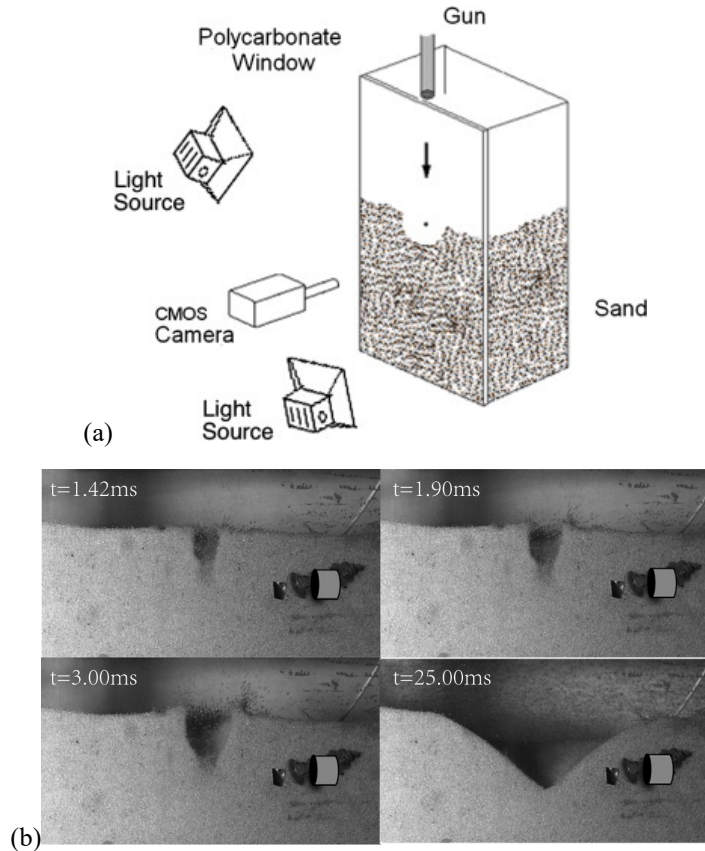 Gun
Polycarbonate
Window
Light
Source
CMOS
Camera
Sand
Light
Source
(a)
t=1.42ms
t=1.90ms
t=3.00ms
t=25.00ms
(b)